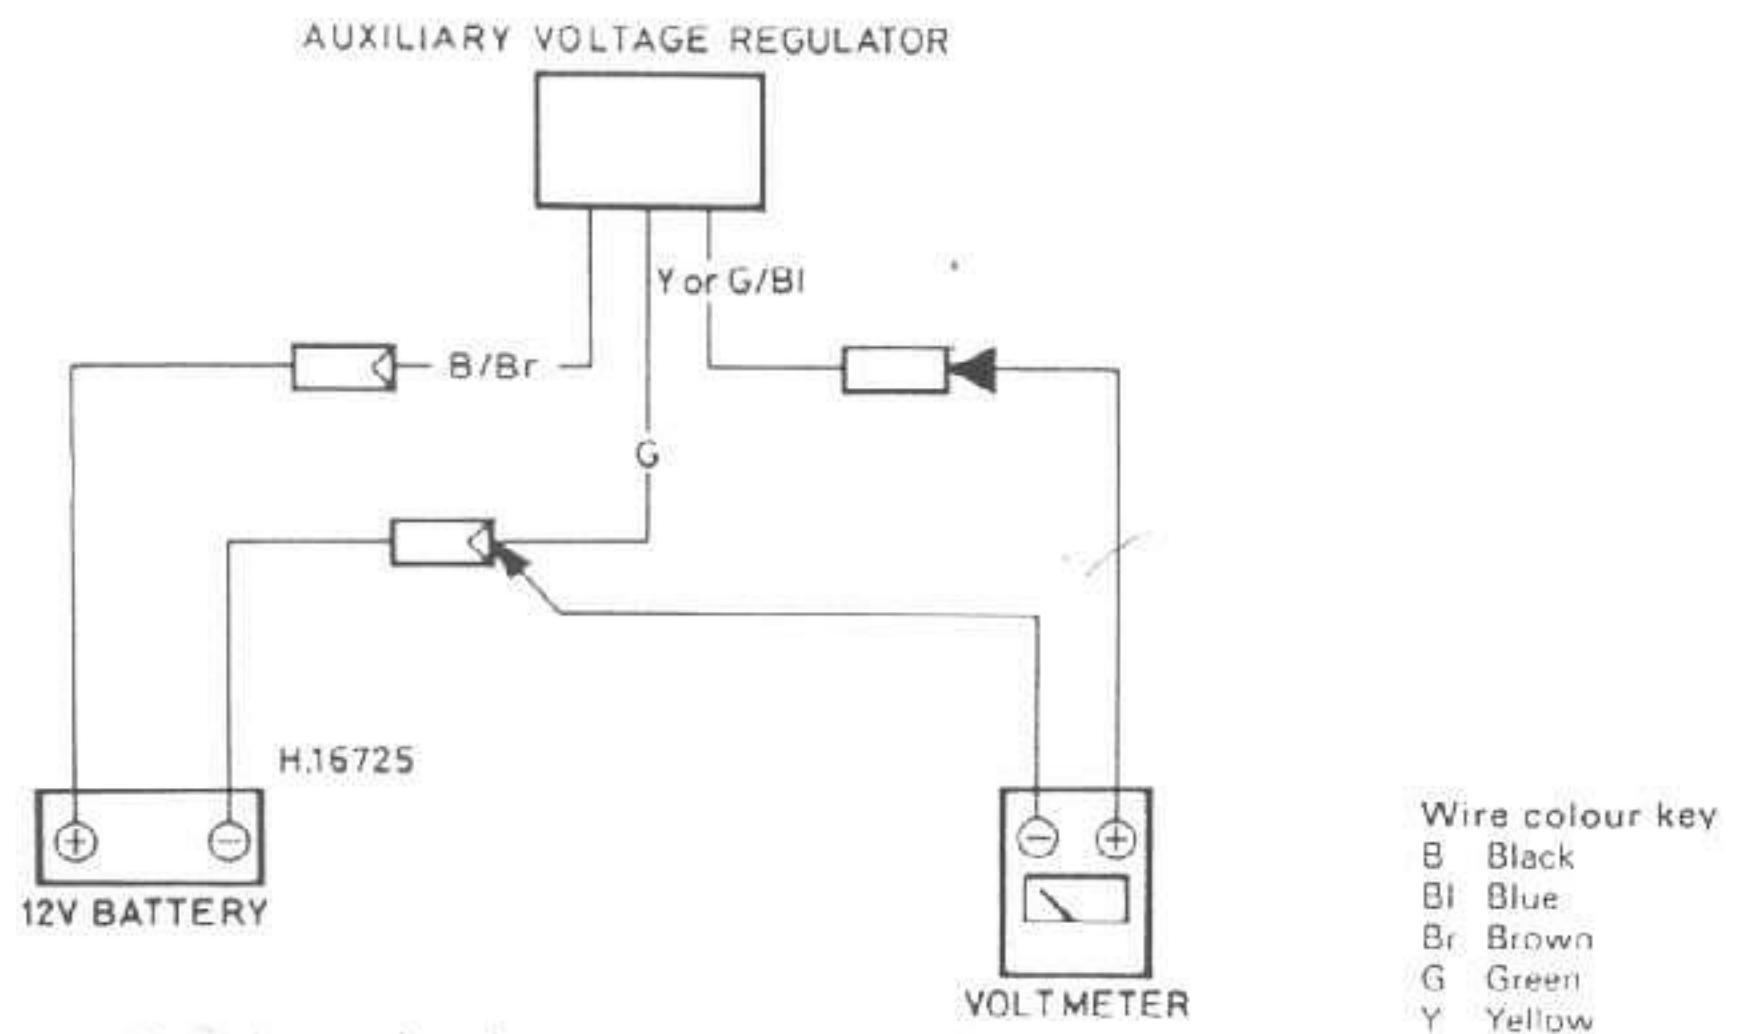 AUXILIARY VOLTAGE REGULATOR
Y or G/Bl
B/Br
G
H.16725
+ −
12V BATTERY
− +
VOLTMETER
Wire colour key
B Black
Bl Blue
Br Brown
G Green
Y Yellow